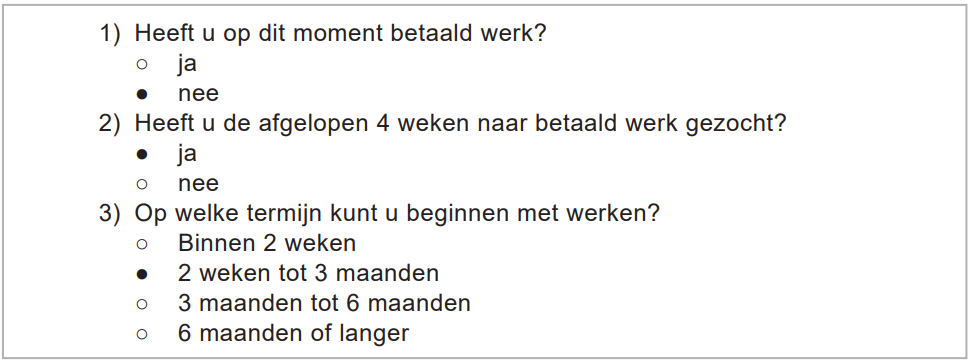 1) Heeft u op dit moment betaald werk?
○ ja
● nee
2) Heeft u de afgelopen 4 weken naar betaald werk gezocht?
● ja
○ nee
3) Op welke termijn kunt u beginnen met werken?
○ Binnen 2 weken
● 2 weken tot 3 maanden
○ 3 maanden tot 6 maanden
○ 6 maanden of langer